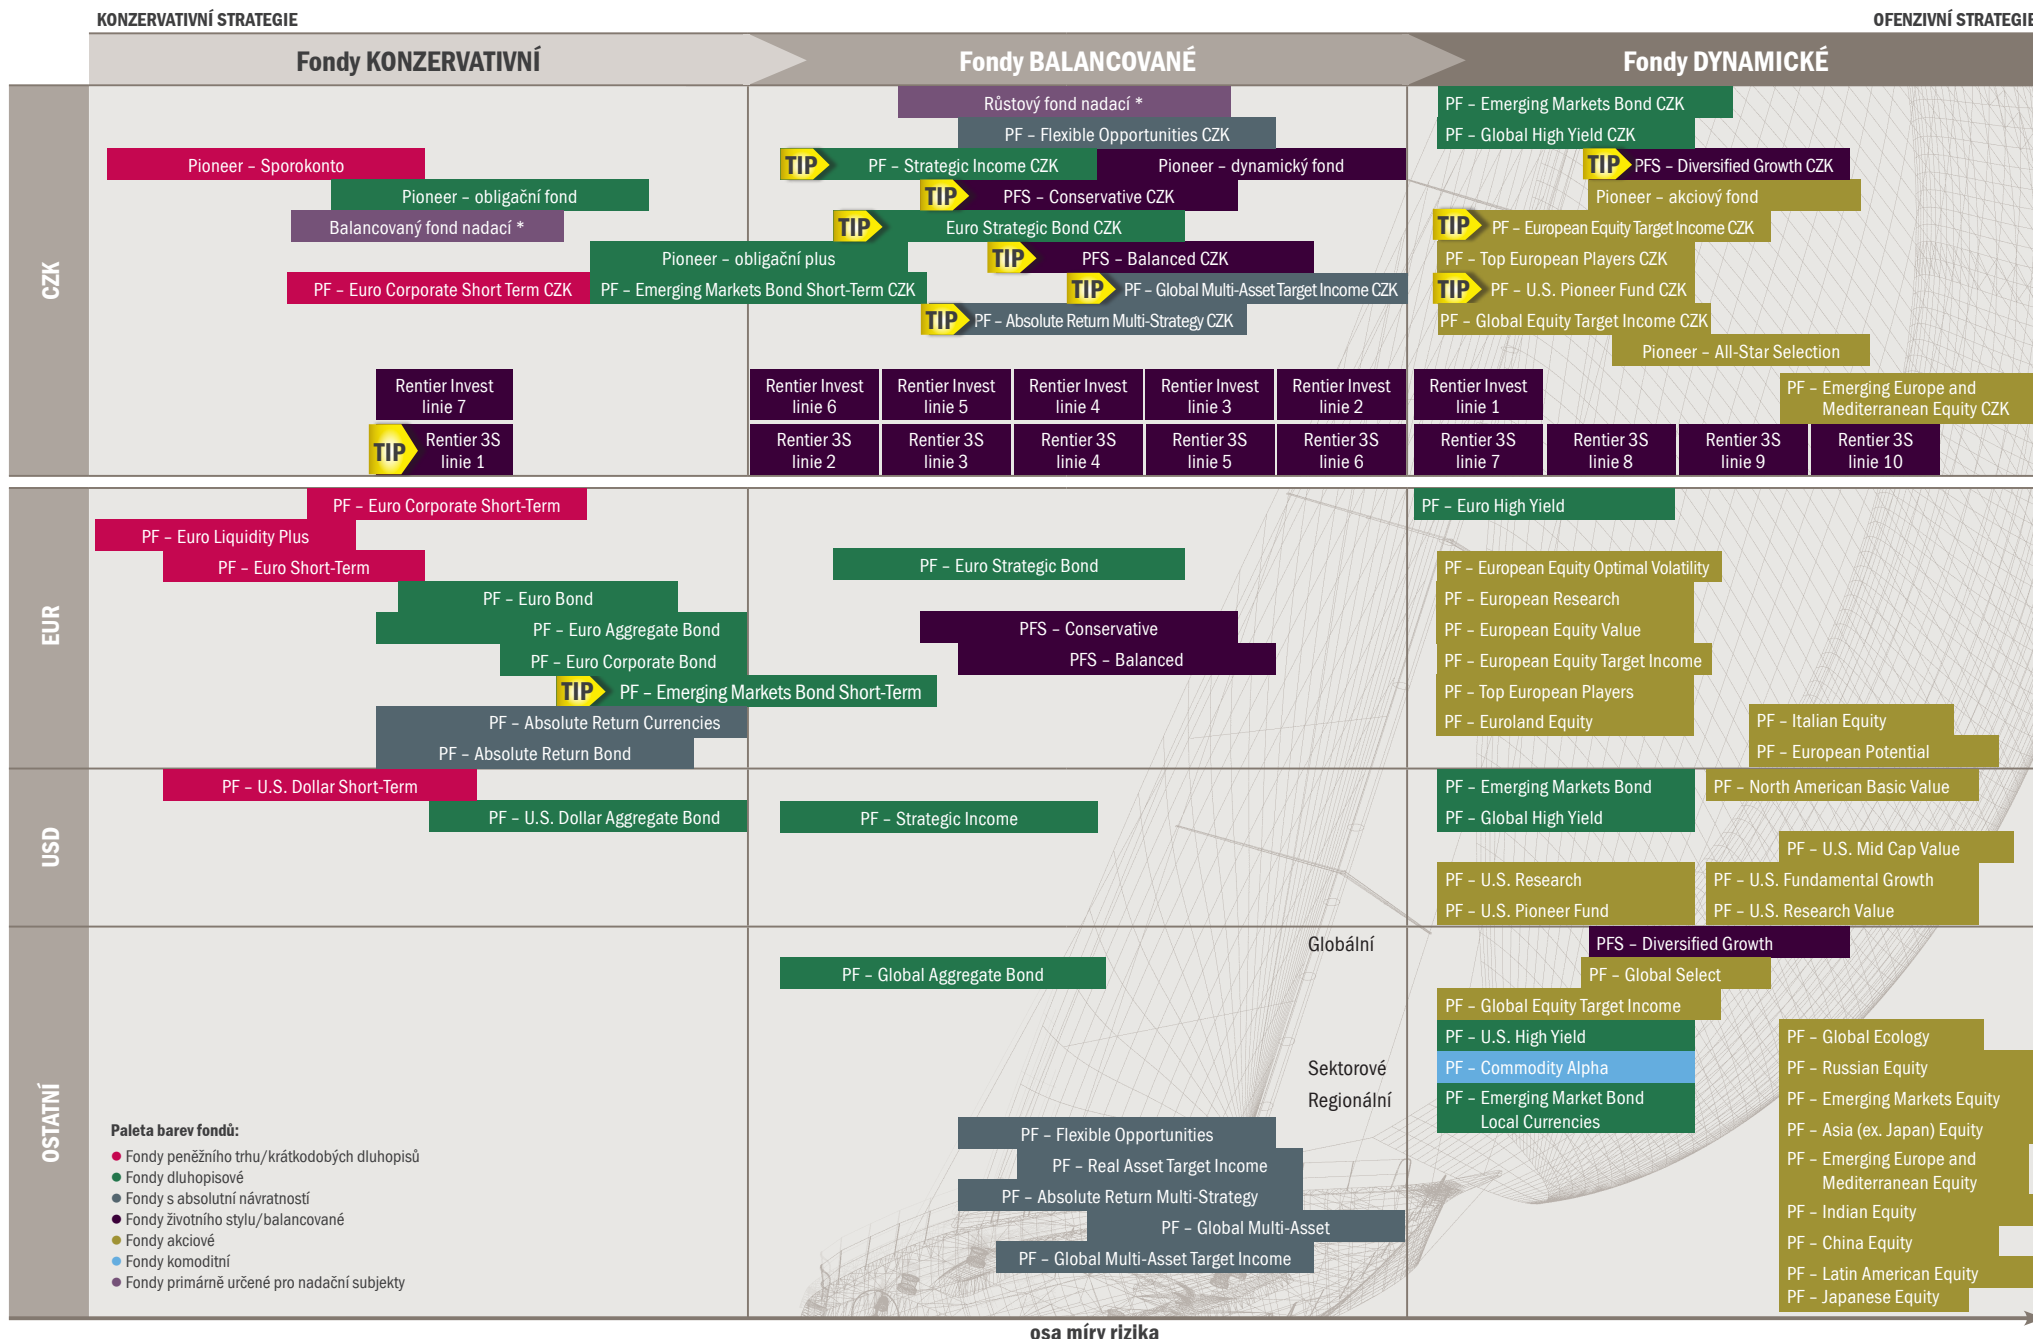 KONZERVATIVNÍ STRATEGIE
OFENZIVNÍ STRATEGIE
Fondy KONZERVATIVNÍ
Fondy BALANCOVANÉ
Fondy DYNAMICKÉ
CZK
Pioneer – Sporokonto
Pioneer – obligační fond
Balancovaný fond nadací *
Pioneer – obligační plus
PF – Euro Corporate Short Term CZK
PF – Emerging Markets Bond Short-Term CZK
Rentier Invest
linie 7
TIP
Rentier 3S
linie 1
Růstový fond nadací *
PF – Flexible Opportunities CZK
TIP
PF – Strategic Income CZK
Pioneer – dynamický fond
TIP
PFS – Conservative CZK
TIP
Euro Strategic Bond CZK
TIP
PFS – Balanced CZK
TIP
PF – Global Multi-Asset Target Income CZK
TIP
PF – Absolute Return Multi-Strategy CZK
Rentier Invest
linie 6
Rentier Invest
linie 5
Rentier Invest
linie 4
Rentier Invest
linie 3
Rentier Invest
linie 2
Rentier 3S
linie 2
Rentier 3S
linie 3
Rentier 3S
linie 4
Rentier 3S
linie 5
Rentier 3S
linie 6
PF – Emerging Markets Bond CZK
PF – Global High Yield CZK
TIP
PFS – Diversified Growth CZK
Pioneer – akciový fond
TIP
PF – European Equity Target Income CZK
PF – Top European Players CZK
TIP
PF – U.S. Pioneer Fund CZK
PF – Global Equity Target Income CZK
Pioneer – All-Star Selection
Rentier Invest
linie 1
PF – Emerging Europe and
Mediterranean Equity CZK
Rentier 3S
linie 7
Rentier 3S
linie 8
Rentier 3S
linie 9
Rentier 3S
linie 10
EUR
PF – Euro Corporate Short-Term
PF – Euro Liquidity Plus
PF – Euro Short-Term
PF – Euro Bond
PF – Euro Aggregate Bond
PF – Euro Corporate Bond
TIP
PF – Emerging Markets Bond Short-Term
PF – Absolute Return Currencies
PF – Absolute Return Bond
PF – Euro Strategic Bond
PFS – Conservative
PFS – Balanced
PF – Euro High Yield
PF – European Equity Optimal Volatility
PF – European Research
PF – European Equity Value
PF – European Equity Target Income
PF – Top European Players
PF – Euroland Equity
PF – Italian Equity
PF – European Potential
USD
PF – U.S. Dollar Short-Term
PF – U.S. Dollar Aggregate Bond
PF – Strategic Income
PF – Emerging Markets Bond
PF – North American Basic Value
PF – Global High Yield
PF – U.S. Mid Cap Value
PF – U.S. Research
PF – U.S. Fundamental Growth
PF – U.S. Pioneer Fund
PF – U.S. Research Value
OSTATNÍ
Globální
PF – Global Aggregate Bond
Sektorové
Regionální
PF – Flexible Opportunities
PF – Real Asset Target Income
PF – Absolute Return Multi-Strategy
PF – Global Multi-Asset
PF – Global Multi-Asset Target Income
PFS – Diversified Growth
PF – Global Select
PF – Global Equity Target Income
PF – U.S. High Yield
PF – Commodity Alpha
PF – Emerging Market Bond
Local Currencies
PF – Global Ecology
PF – Russian Equity
PF – Emerging Markets Equity
PF – Asia (ex. Japan) Equity
PF – Emerging Europe and
Mediterranean Equity
PF – Indian Equity
PF – China Equity
PF – Latin American Equity
PF – Japanese Equity
Paleta barev fondů:
Fondy peněžního trhu/krátkodobých dluhopisů
Fondy dluhopisové
Fondy s absolutní návratností
Fondy životního stylu/balancované
Fondy akciové
Fondy komoditní
Fondy primárně určené pro nadační subjekty
osa míry rizika